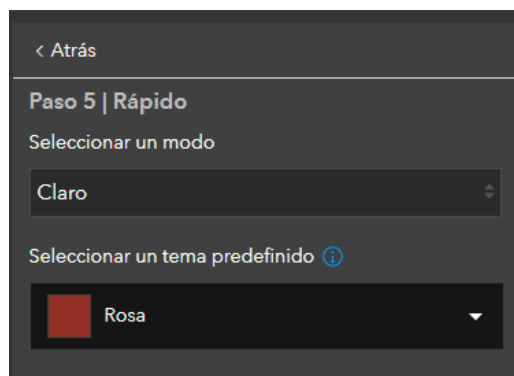 < Atrás
Paso 5 | Rápido
Seleccionar un modo
Claro
Seleccionar un tema predefinido
Rosa